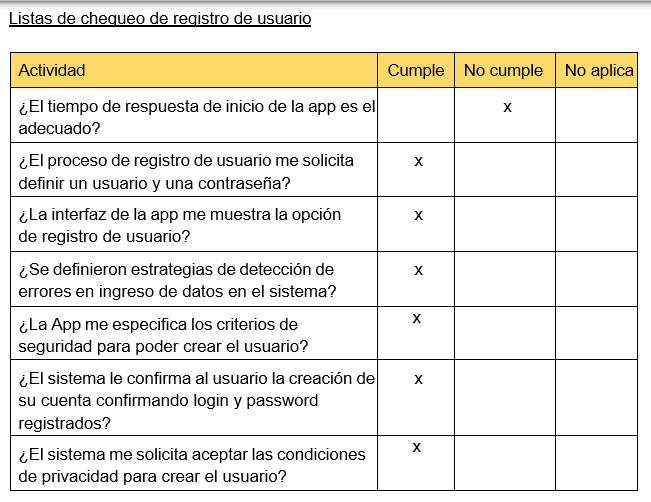 Listas de chequeo de registro de usuario
Actividad Cumple No cumple No aplica
¿El tiempo de respuesta de inicio de la app es el x
adecuado?
¿El proceso de registro de usuario me solicita x
definir un usuario y una contraseña?
¿La interfaz de la app me muestra la opción x
de registro de usuario?
¿Se definieron estrategias de detección de x
errores en ingreso de datos en el sistema?
¿La App me especifica los criterios de x
seguridad para poder crear el usuario?
¿El sistema le confirma al usuario la creación de x
su cuenta confirmando login y password
registrados?
¿El sistema me solicita aceptar las condiciones x
de privacidad para crear el usuario?